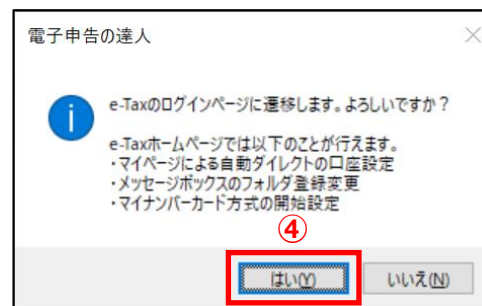 電子申告の達人
e-Taxのログインページに遷移します。よろしいですか？
e-Taxホームページでは以下のことが行えます。
・マイページによる自動ダイレクトの口座設定
・メッセージボックスのフォルダ登録変更
・マイナンバーカード方式の開始設定
④
はい(Y)
いいえ(N)